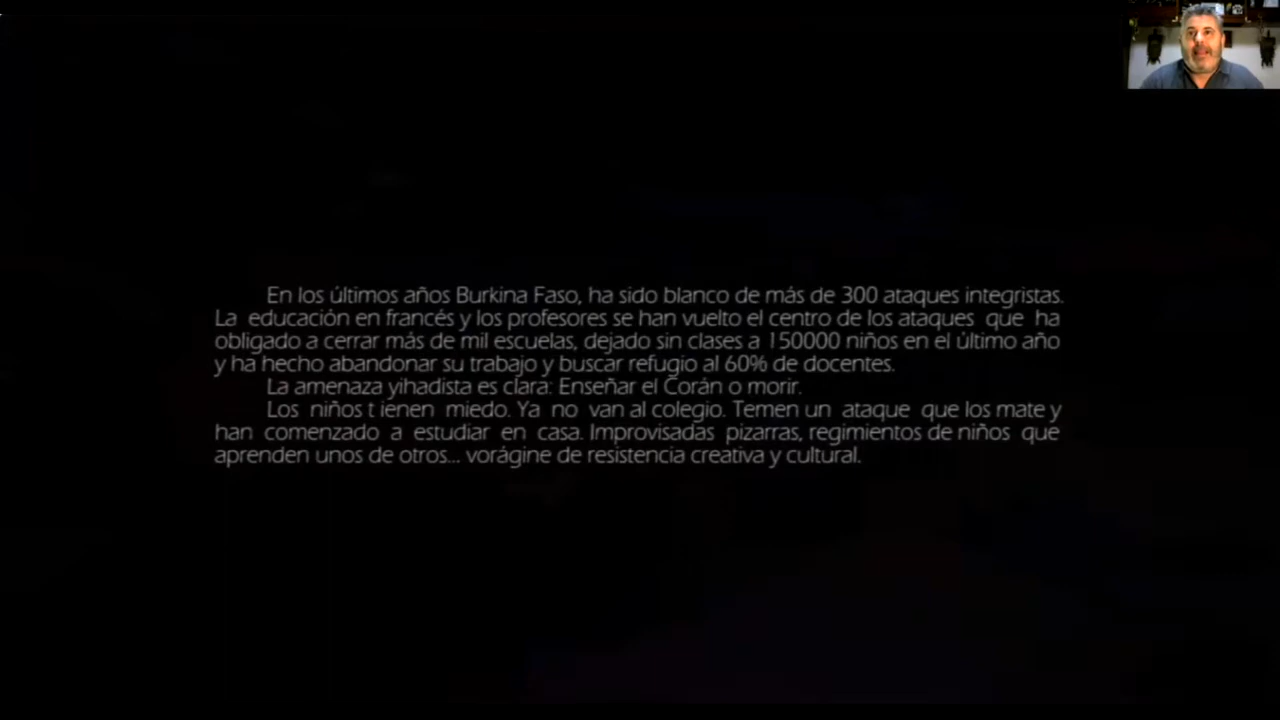 En los últimos años Burkina Faso, ha sido blanco de más de 300 ataques integristas.
La educación en francés y los profesores se han vuelto el centro de los ataques que ha
obligado a cerrar más de mil escuelas, dejado sin clases a 150000 niños en el último año
y ha hecho abandonar su trabajo y buscar refugio al 60% de docentes.
La amenaza yihadista es clara: Enseñar el Corán o morir.
Los niños t ienen miedo. Ya no van al colegio. Temen un ataque que los mate y
han comenzado a estudiar en casa. Improvisadas pizarras, regimientos de niños que
aprenden unos de otros... vorágine de resistencia creativa y cultural.